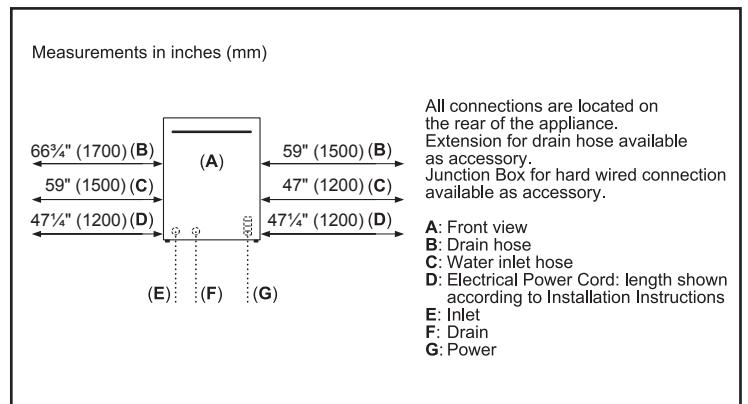 Measurements in inches (mm)
66¾" (1700) (B)
59" (1500) (C)
47¼" (1200) (D)
(A)
59" (1500) (B)
47" (1200) (C)
47¼" (1200) (D)
(E)
(F)
(G)
All connections are located on
the rear of the appliance.
Extension for drain hose available
as accessory.
Junction Box for hard wired connection
available as accessory.
A: Front view
B: Drain hose
C: Water inlet hose
D: Electrical Power Cord: length shown
according to Installation Instructions
E: Inlet
F: Drain
G: Power